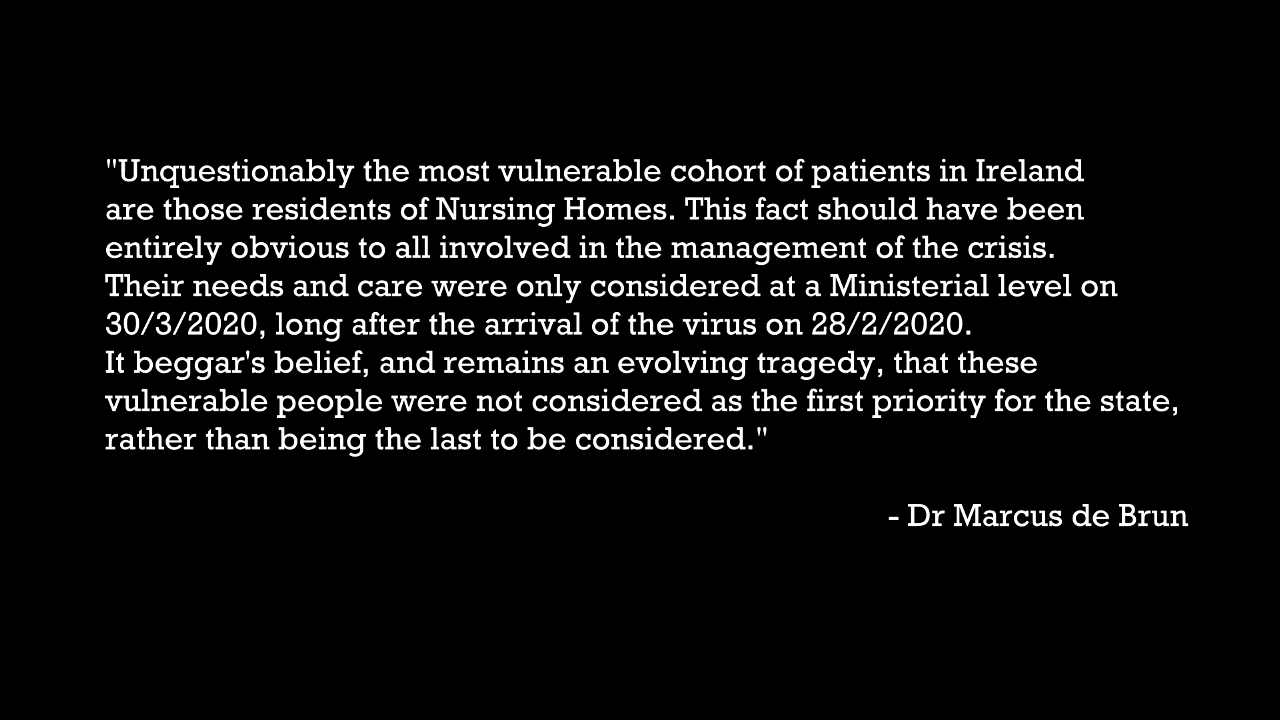 "Unquestionably the most vulnerable cohort of patients in Ireland
are those residents of Nursing Homes. This fact should have been
entirely obvious to all involved in the management of the crisis.
Their needs and care were only considered at a Ministerial level on
30/3/2020, long after the arrival of the virus on 28/2/2020.
It beggar's belief, and remains an evolving tragedy, that these
vulnerable people were not considered as the first priority for the state,
rather than being the last to be considered."
- Dr Marcus de Brun